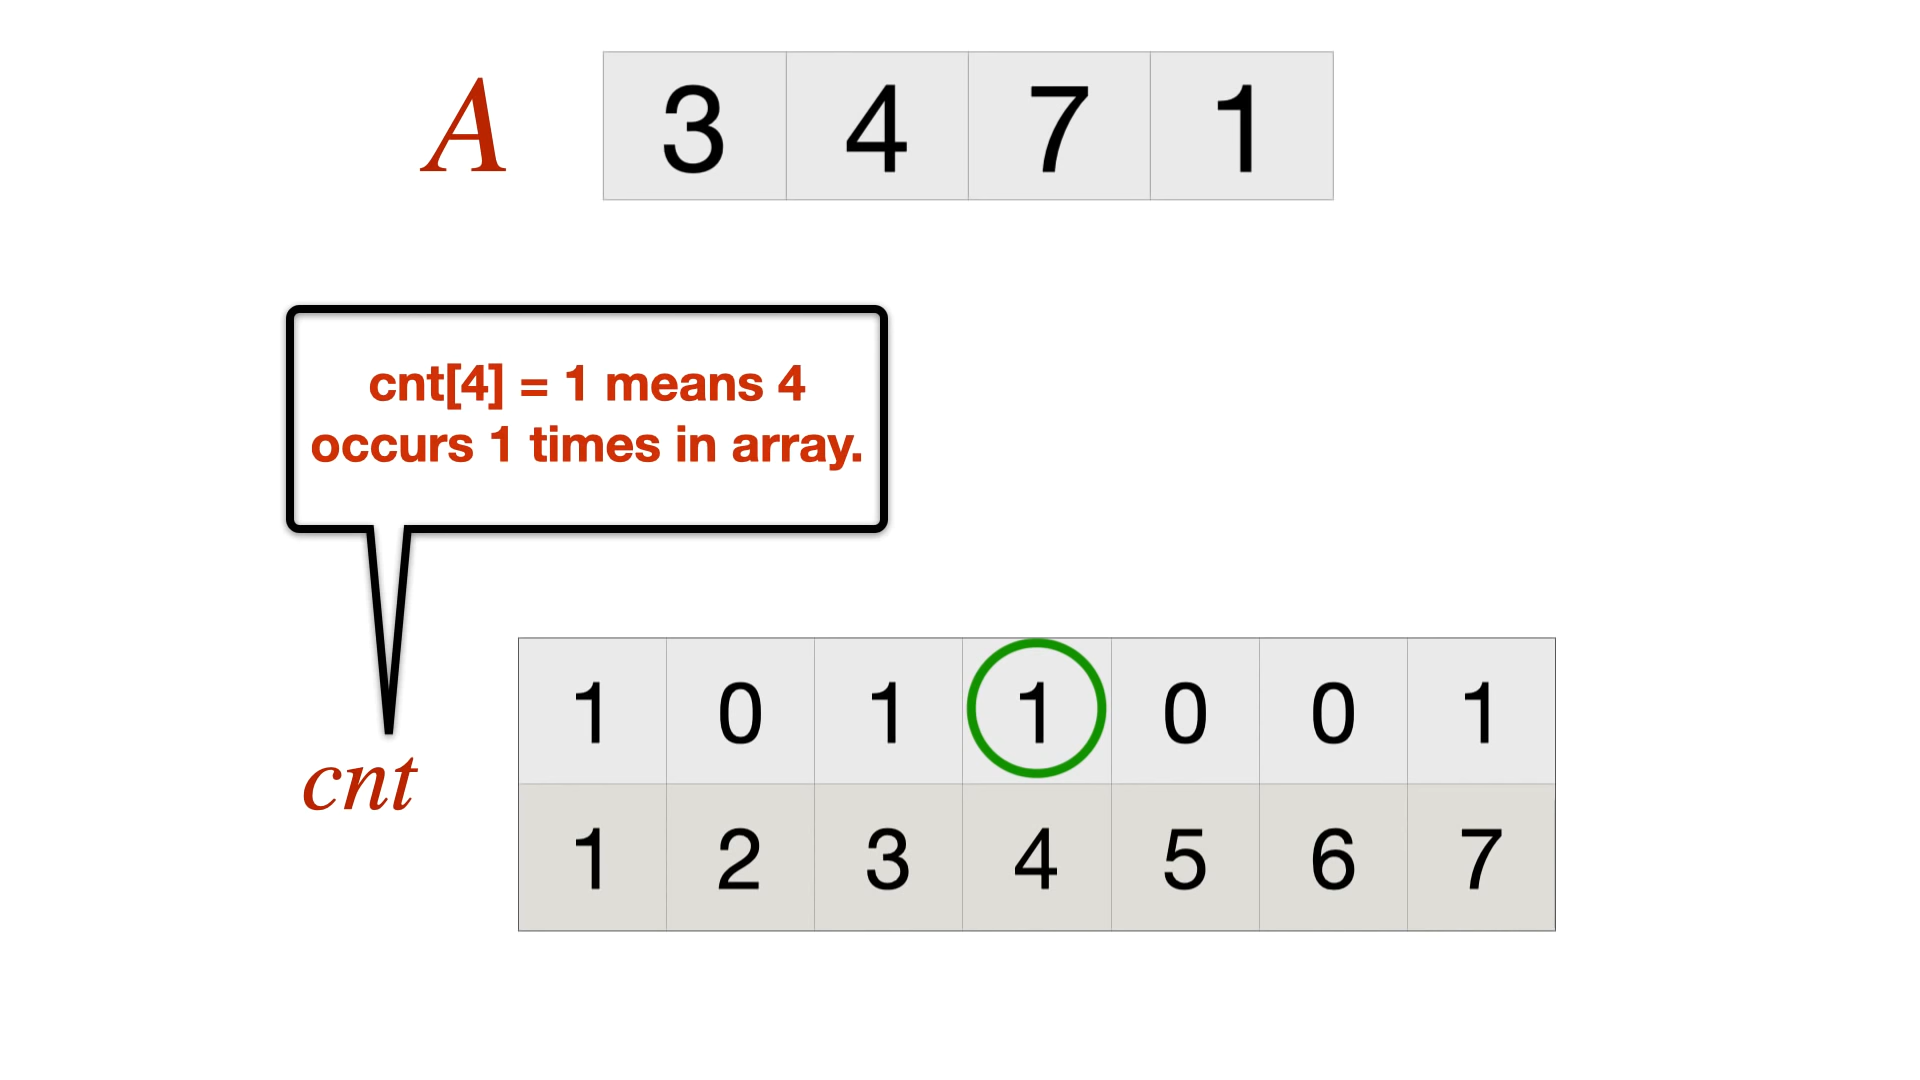 A 3 4 7 1
cnt[4] = 1 means 4
occurs 1 times in array.
1 0 1 1 0 0 1
cnt
1 2 3 4 5 6 7